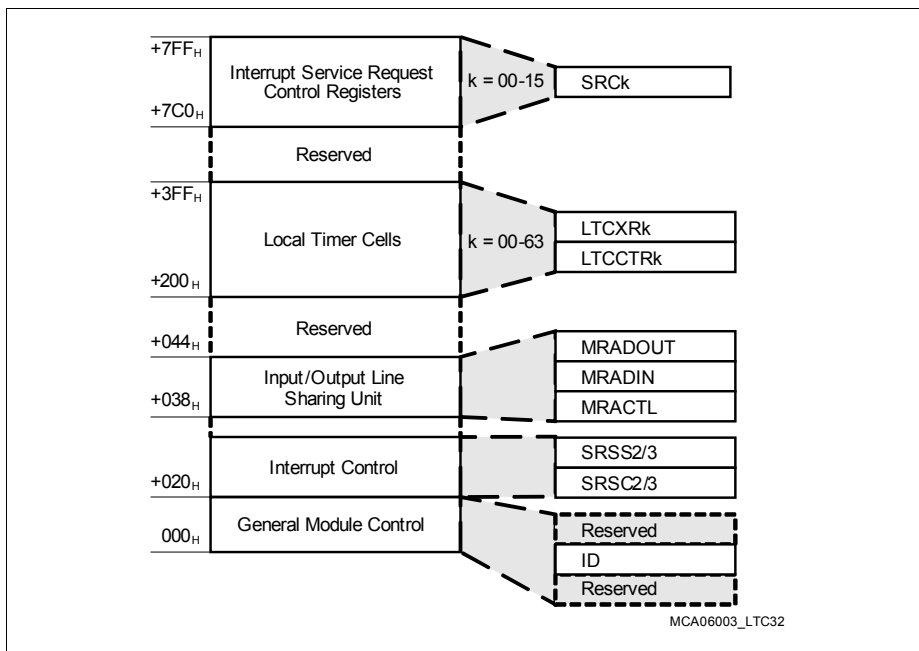 +7FFH
Interrupt Service Request
Control Registers
k = 00-15
SRCk
+7C0H
Reserved
+3FFH
Local Timer Cells
k = 00-63
LTCXRk
LTCCTRk
+200H
Reserved
+044H
MRADOUT
Input/Output Line
Sharing Unit
MRADIN
+038H
MRACTL
Interrupt Control
SRSS2/3
SRSC2/3
+020H
General Module Control
000H
Reserved
ID
Reserved
MCA06003_LTC32